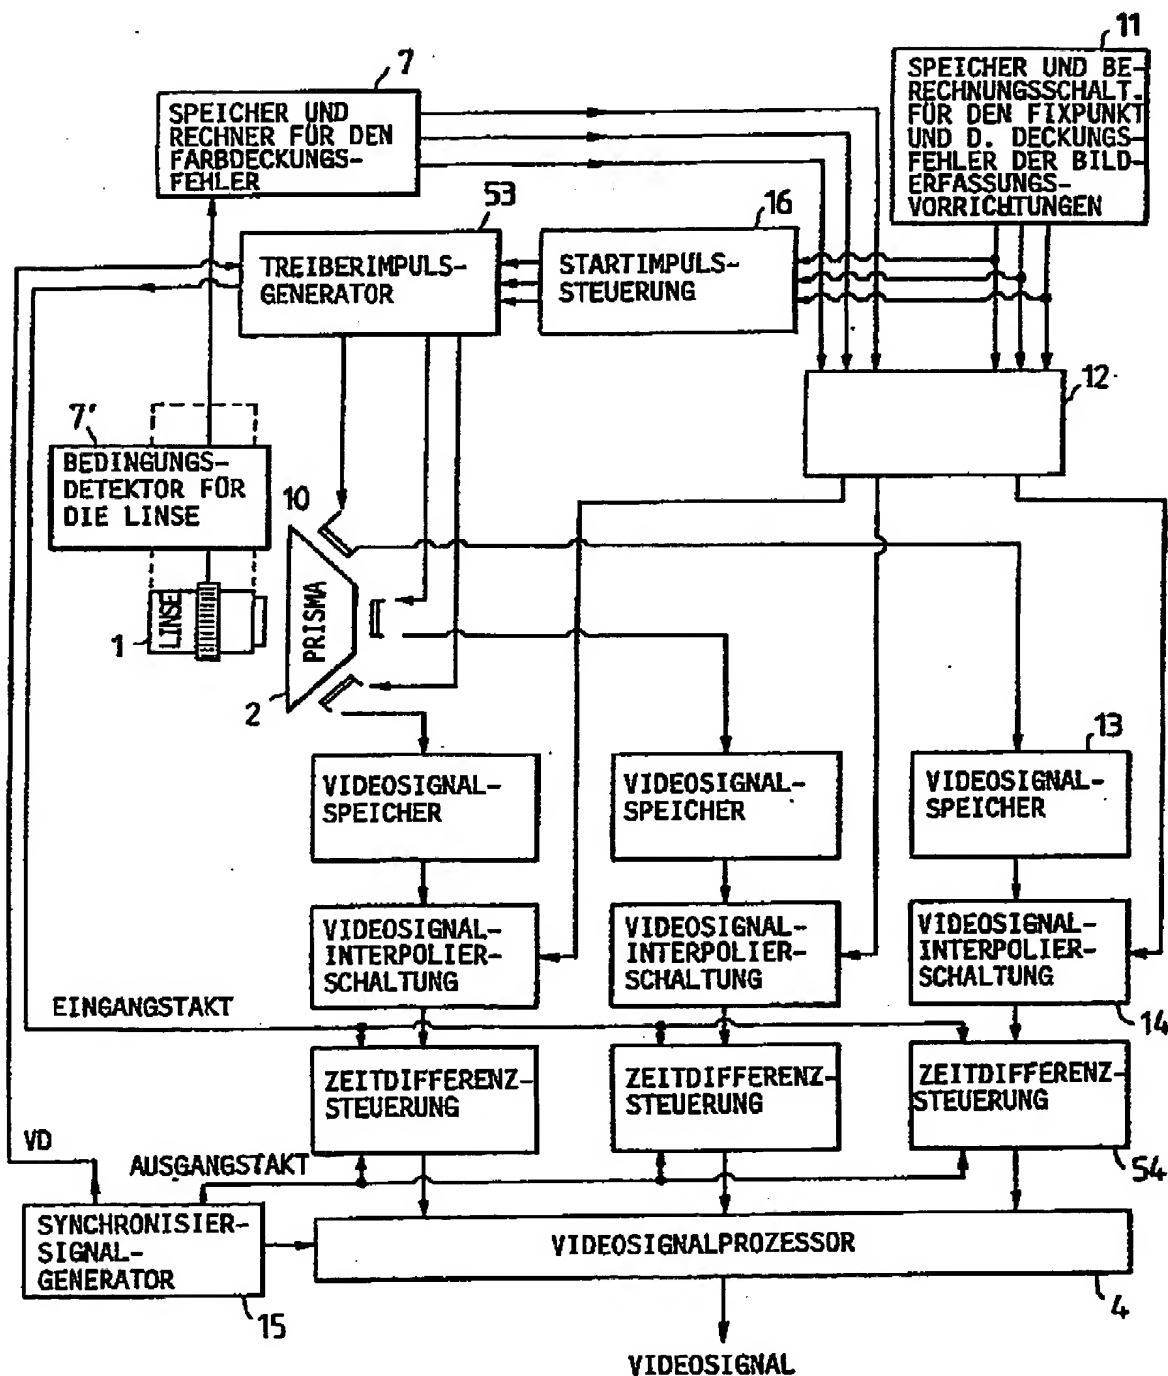 7
11
SPEICHER UND
RECHNER FÜR DEN
FARBDECKUNGS-
FEHLER
SPEICHER UND BE-
RECHNUNGSSCHALT.
FÜR DEN FIXPUNKT
UND D. DECKUNGS-
FEHLER DER BILD-
ERFASSUNGS-
VORRICHTUNGEN
53
16
TREIBERIMPULS-
GENERATOR
STARTIMPULS-
STEUERUNG
12
7'
BEDINGUNGS-
DETEKTOR FÜR
DIE LINSE
10
LINSE
1
PRISMA
2
13
VIDEOSIGNAL-
SPEICHER
VIDEOSIGNAL-
SPEICHER
VIDEOSIGNAL-
SPEICHER
VIDEOSIGNAL-
INTERPOLIER-
SCHALTUNG
VIDEOSIGNAL-
INTERPOLIER-
SCHALTUNG
VIDEOSIGNAL-
INTERPOLIER-
SCHALTUNG
14
EINGANGSTAKT
ZEITDIFFERENZ-
STEUERUNG
ZEITDIFFERENZ-
STEUERUNG
ZEITDIFFERENZ-
STEUERUNG
54
VD
AUSGANGSTAKT
SYNCHRONISIER-
SIGNAL-
GENERATOR
15
VIDEOSIGNALPROZESSOR
4
VIDEOSIGNAL